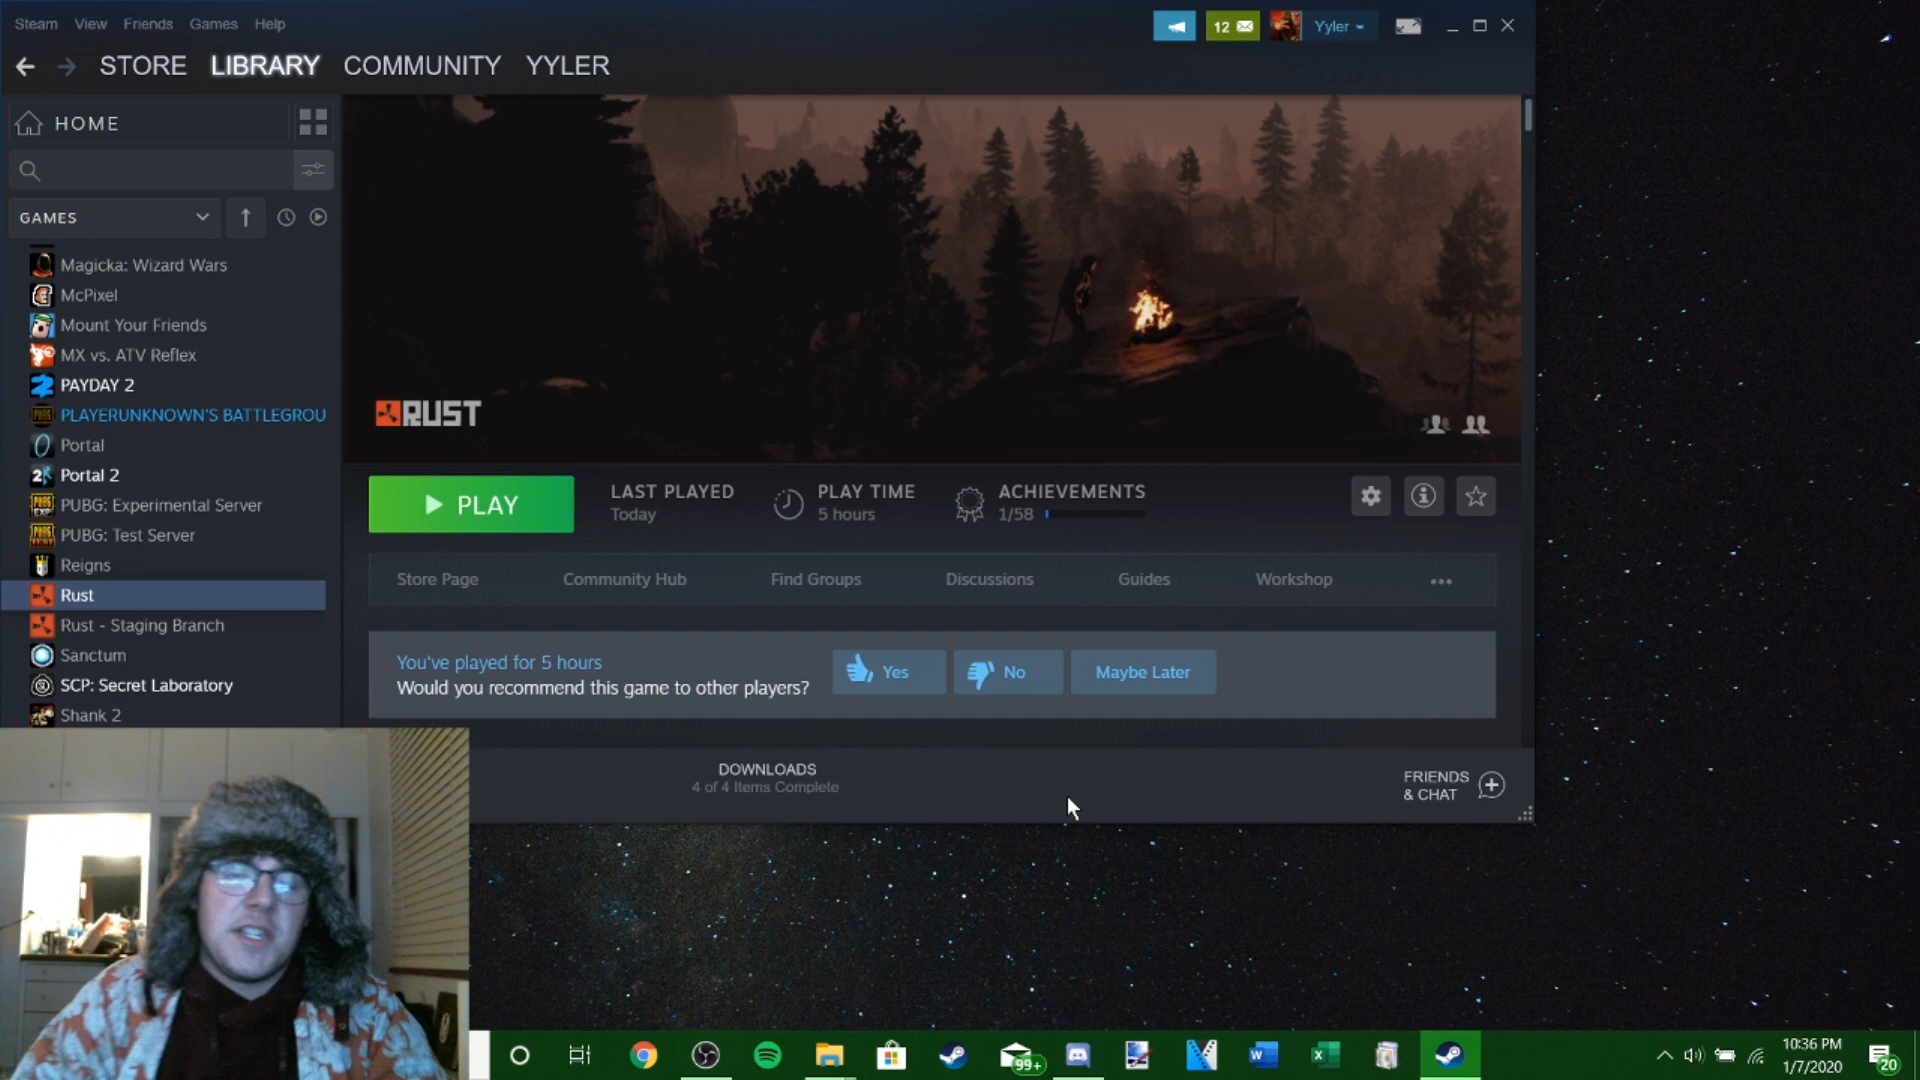 Steam View Friends Games Help
12 Yyler
STORE LIBRARY COMMUNITY YYLER
HOME
GAMES
Magicka: Wizard Wars
McPixel
Mount Your Friends
MX vs. ATV Reflex
PAYDAY 2
PLAYERUNKNOWN'S BATTLEGROU
Portal
Portal 2
PUBG: Experimental Server
PUBG: Test Server
Reigns
Rust
Rust - Staging Branch
Sanctum
SCP: Secret Laboratory
Shank 2
RUST
PLAY
LAST PLAYED
Today
PLAY TIME
5 hours
ACHIEVEMENTS
1/58
Store Page Community Hub Find Groups Discussions Guides Workshop
You've played for 5 hours
Would you recommend this game to other players?
Yes No Maybe Later
DOWNLOADS
4 of 4 Items Complete
FRIENDS
& CHAT
99+
10:36 PM
1/7/2020
20